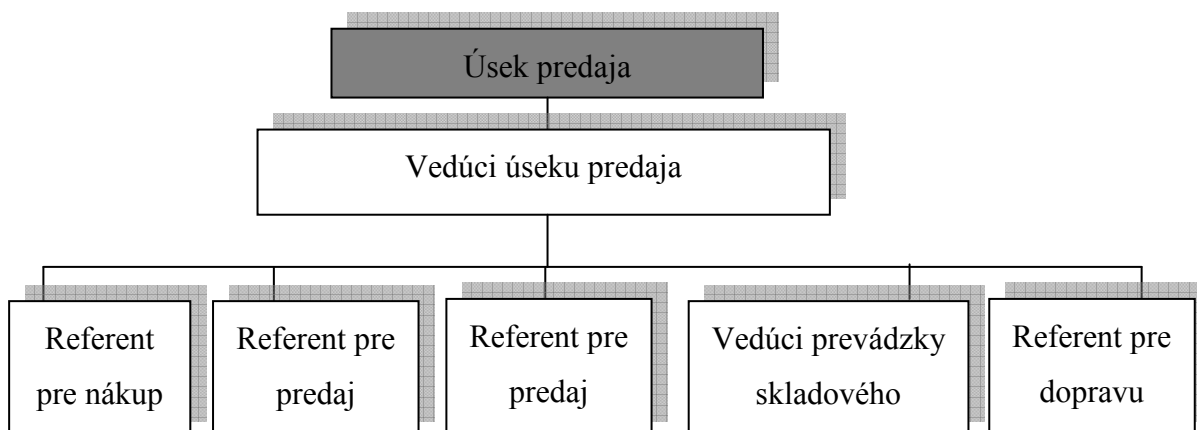 Úsek predaja
Vedúci úseku predaja
Referent
pre nákup
Referent pre
predaj
Referent pre
predaj
Vedúci prevádzky
skladového
Referent pre
dopravu